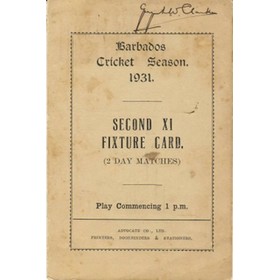 Barbados
Cricket Season.
1931.
SECOND XI
FIXTURE CARD.
(2 DAY MATCHES)
Play Commencing 1 p.m.
ADVOCATE CO., LTD.
PRINTERS, BOOKBINDERS & STATIONERS.